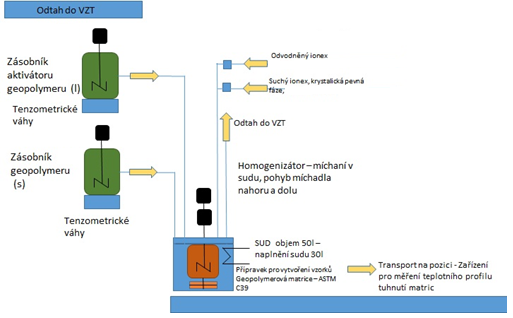 Odtah do VZT
Zásobník
aktivátoru
geopolymeru (l)
Tenzometrické
váhy
Zásobník
geopolymeru
(s)
Tenzometrické
váhy
Odvodněný ionex
Suchý ionex, krystalická pevná
fáze,
Odtah do VZT
Homogenizátor – míchaní v
sudu, pohyb míchadla
nahoru a dolu
SUD objem 50l –
naplnění sudu 30l
Přípravek pro vytvoření vzorků
Geopolymerová matrice – ASTM
C39
Transport na pozici - Zařízení
pro měření teplotního profilu
tuhnutí matric